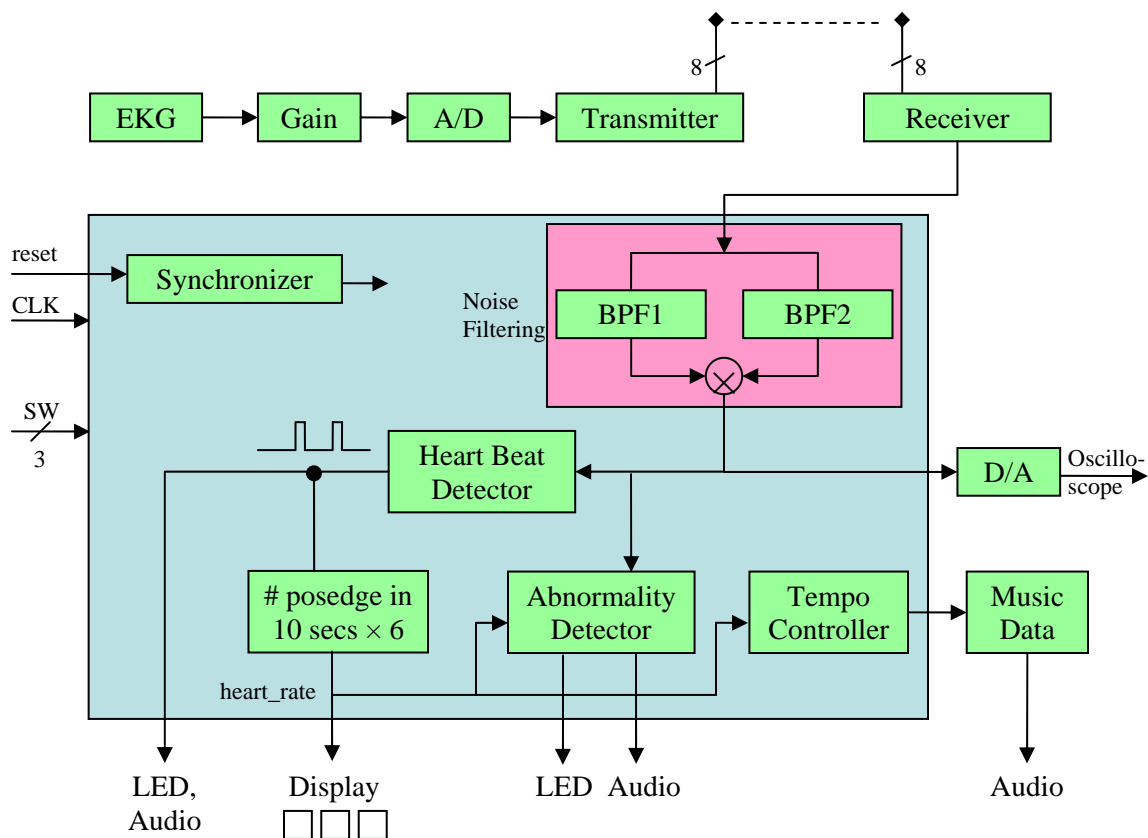 8
8
EKG
Gain
A/D
Transmitter
Receiver
reset
Synchronizer
CLK
Noise
Filtering
BPF1
BPF2
SW
3
Heart Beat
Detector
D/A
Oscillo-
scope
# posedge in
10 secs × 6
Abnormality
Detector
Tempo
Controller
Music
Data
heart_rate
LED,
Audio
Display
LED
Audio
Audio